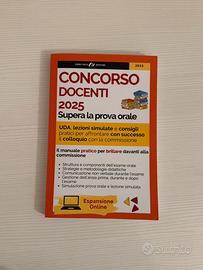 2025
CONCORSO
DOCENTI
2025
Supera la prova orale
UDA, lezioni simulate e consigli
pratici per affrontare con successo
il colloquio con la commissione
Il manuale pratico per brillare davanti alla
commissione
Struttura e componenti dell'esame orale
Strategie e metodologie didattiche
Comunicazione non verbale durante l'esame
Gestione dell'ansia prima, durante e dopo
l'esame
Simulazione prova orale e lezione simulata
Espansione
Online
subito